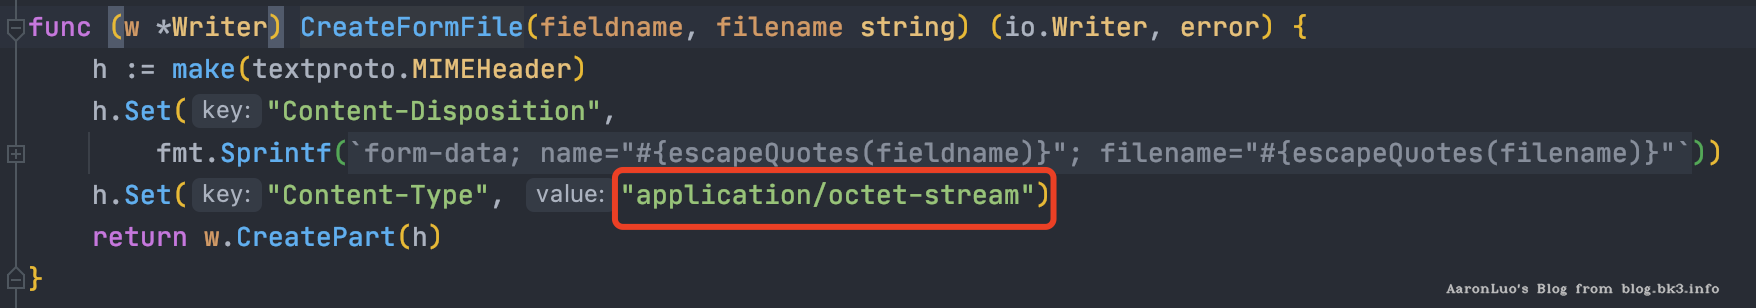 func (w *Writer) CreateFormFile(fieldname, filename string) (io.Writer, error) {
h := make(textproto.MIMEHeader)
h.Set( key: "Content-Disposition",
fmt.Sprintf(`form-data; name="#{escapeQuotes(fieldname)}"; filename="#{escapeQuotes(filename)}"`))
h.Set( key: "Content-Type", value: "application/octet-stream")
return w.CreatePart(h)
}
AaronLuo's Blog from blog.bk3.info